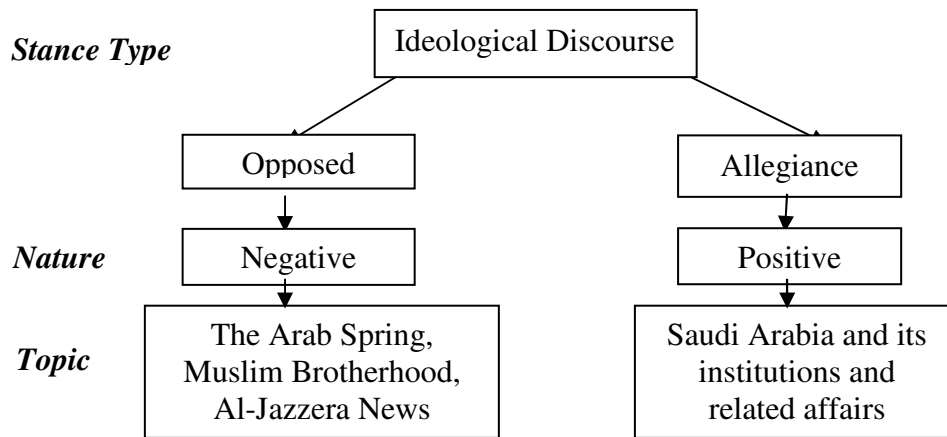 Stance Type
Ideological Discourse
Opposed
Allegiance
Nature
Negative
Positive
Topic
The Arab Spring,
Muslim Brotherhood,
Al-Jazzera News
Saudi Arabia and its
institutions and
related affairs